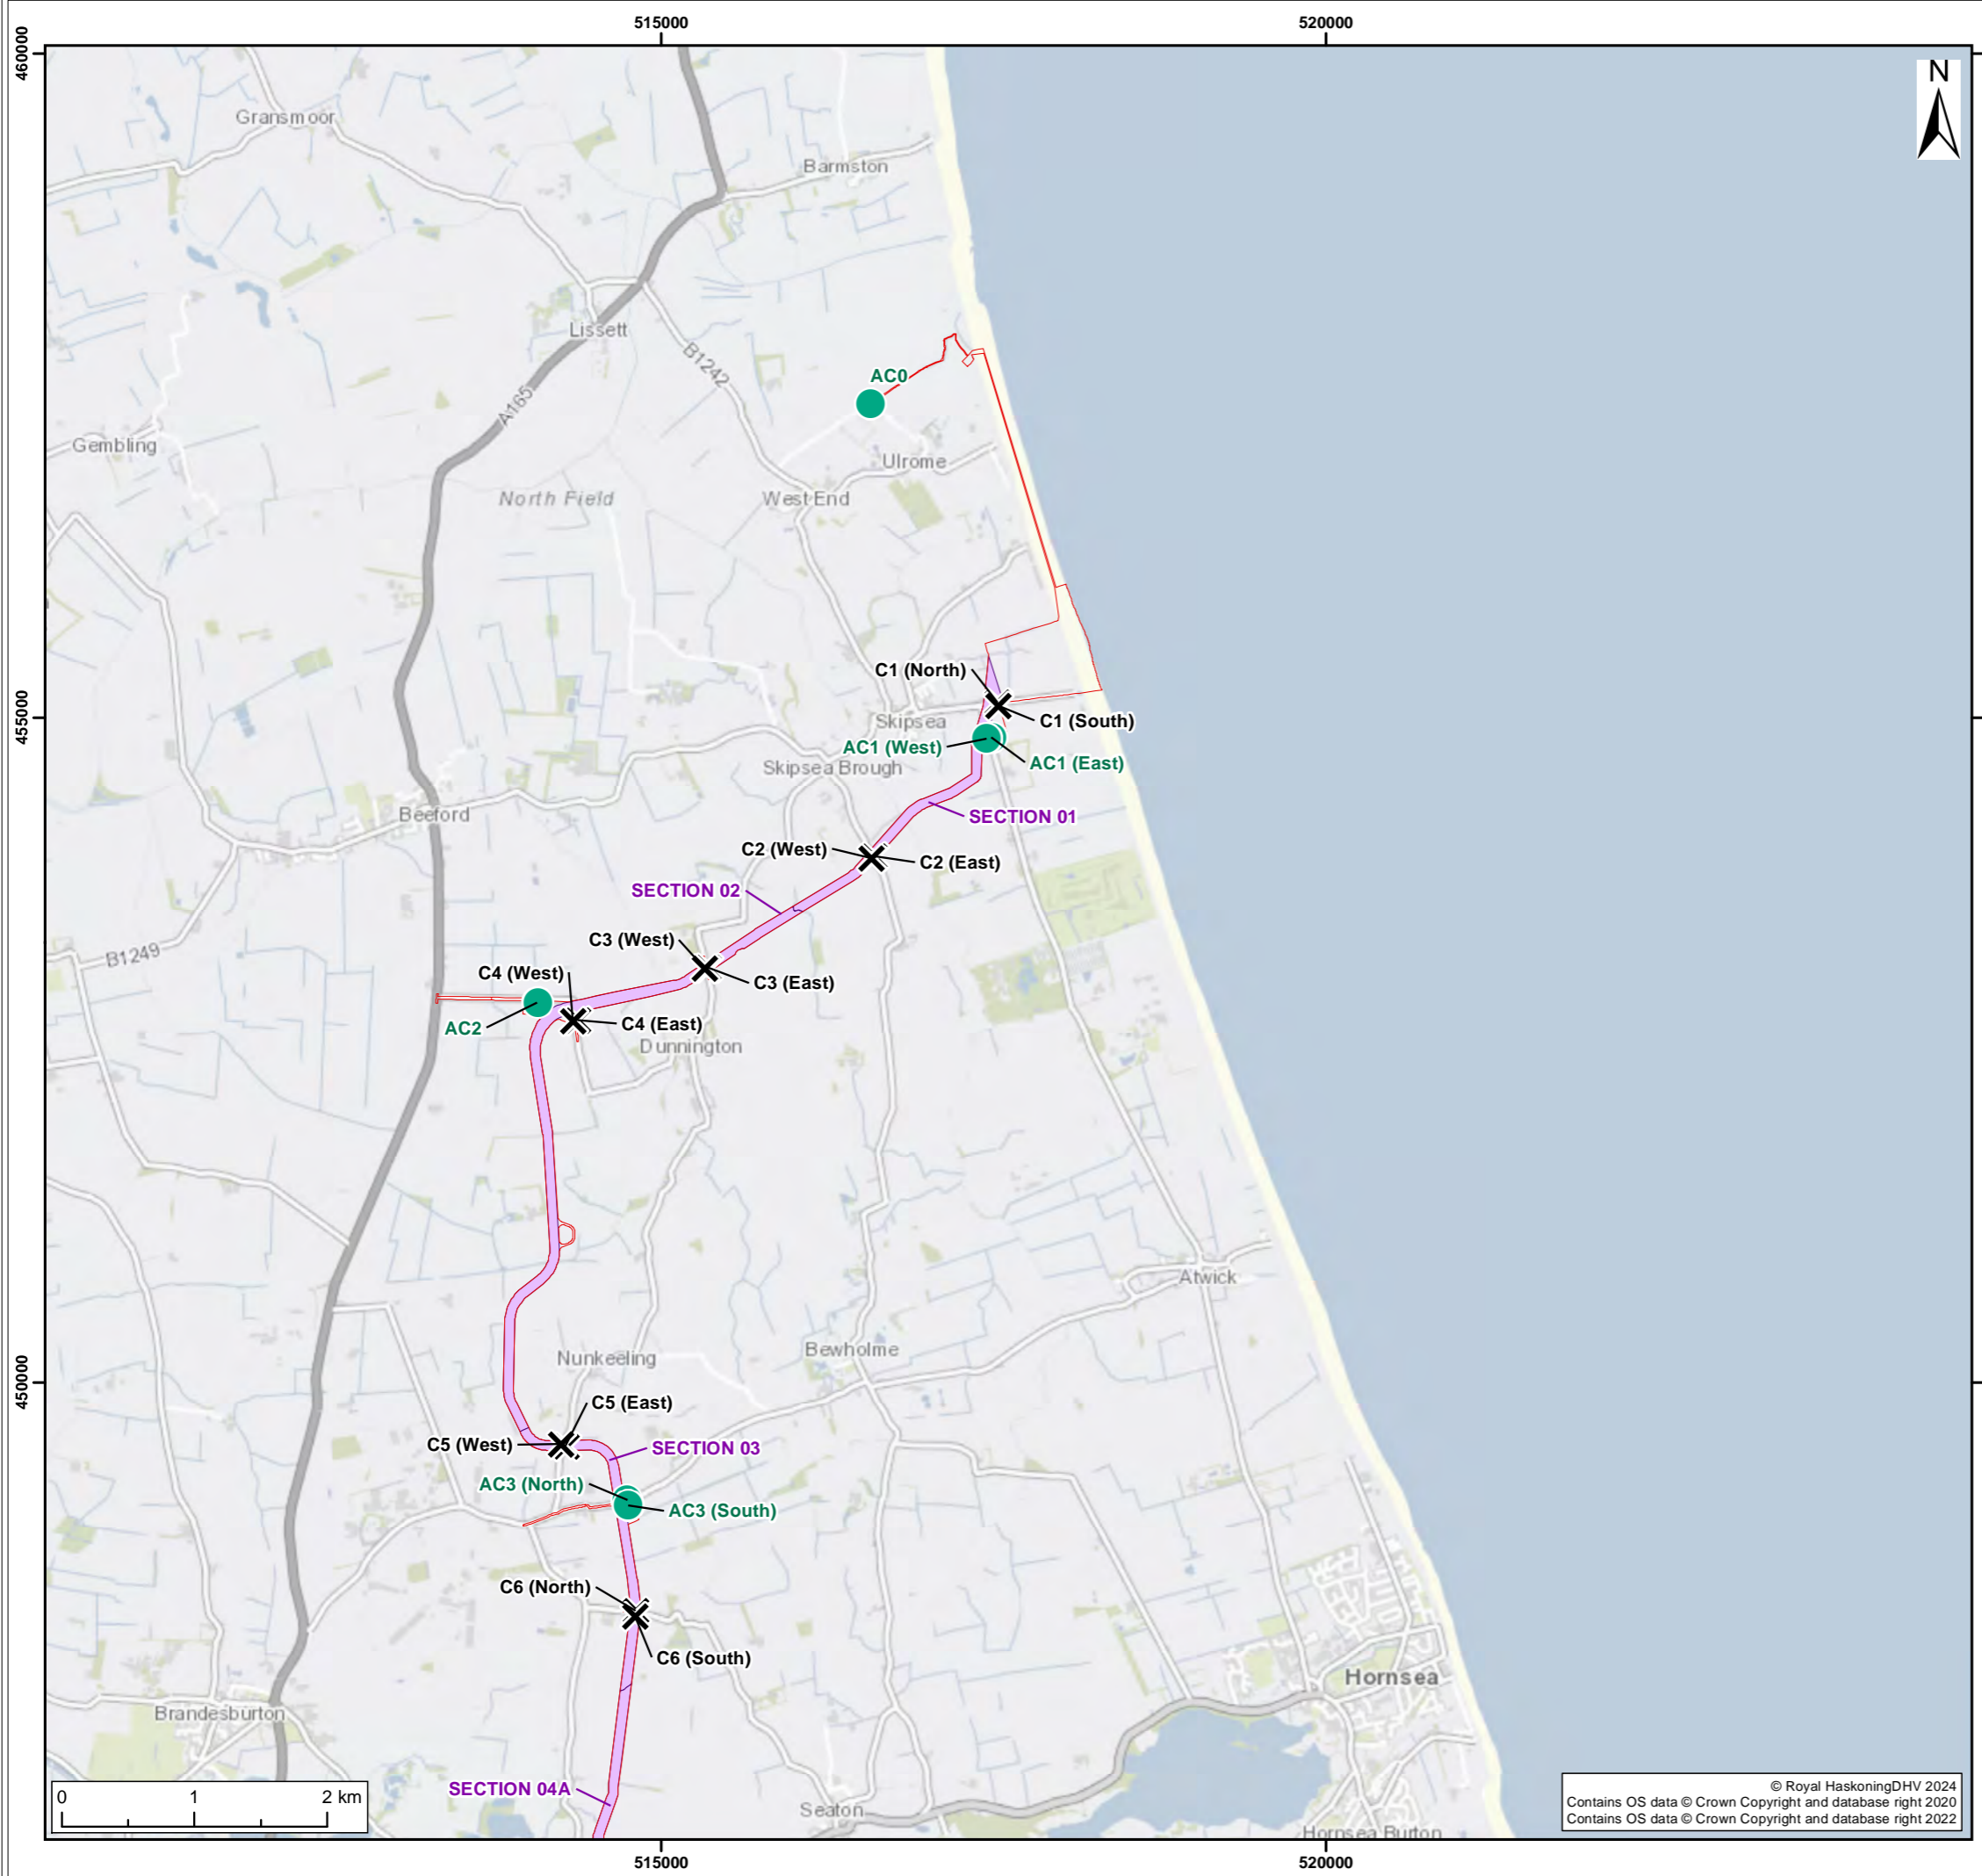 515000
520000
460000
N
Gransmoor
Barmston
Lissett
B1242
AC0
A165
Gembling
Ulrome
North Field
West End
C1 (North)
455000
Skipsea
C1 (South)
AC1 (West)
AC1 (East)
Skipsea Brough
Beeford
SECTION 01
C2 (West)
C2 (East)
SECTION 02
C3 (West)
B1249
C4 (West)
C3 (East)
AC2
C4 (East)
Dunnington
Atwick
Bewholme
Nunkeeling
450000
C5 (East)
C5 (West)
SECTION 03
AC3 (North)
AC3 (South)
C6 (North)
C6 (South)
Hornsea
Brandesburton
SECTION 04A
0 1 2 km
Seaton
Hornsea Burton
© Royal HaskoningDHV 2024
Contains OS data © Crown Copyright and database right 2020
Contains OS data © Crown Copyright and database right 2022
515000
520000